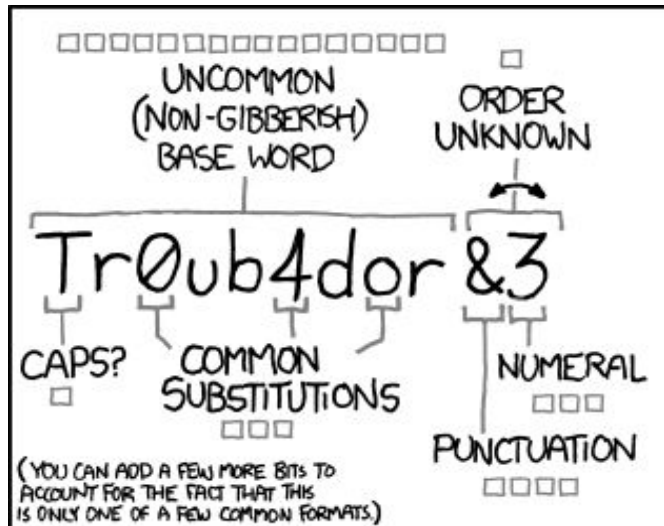 UNCOMMON
(NON-GIBBERISH)
BASE WORD
ORDER
UNKNOWN
Tr0ub4dor &3
CAPS?
COMMON
SUBSTITUTIONS
NUMERAL
PUNCTUATION
(YOU CAN ADD A FEW MORE BITS TO
ACCOUNT FOR THE FACT THAT THIS
IS ONLY ONE OF A FEW COMMON FORMATS.)